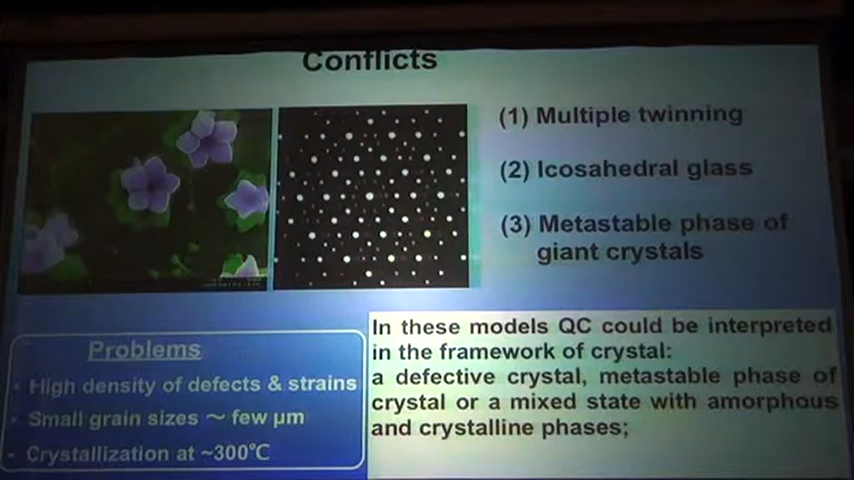 Conflicts
(1) Multiple twinning
(2) Icosahedral glass
(3) Metastable phase of
giant crystals
Problems
- High density of defects & strains
- Small grain sizes ~ few μm
- Crystallization at ~300℃
In these models QC could be interpreted
in the framework of crystal:
a defective crystal, metastable phase of
crystal or a mixed state with amorphous
and crystalline phases;